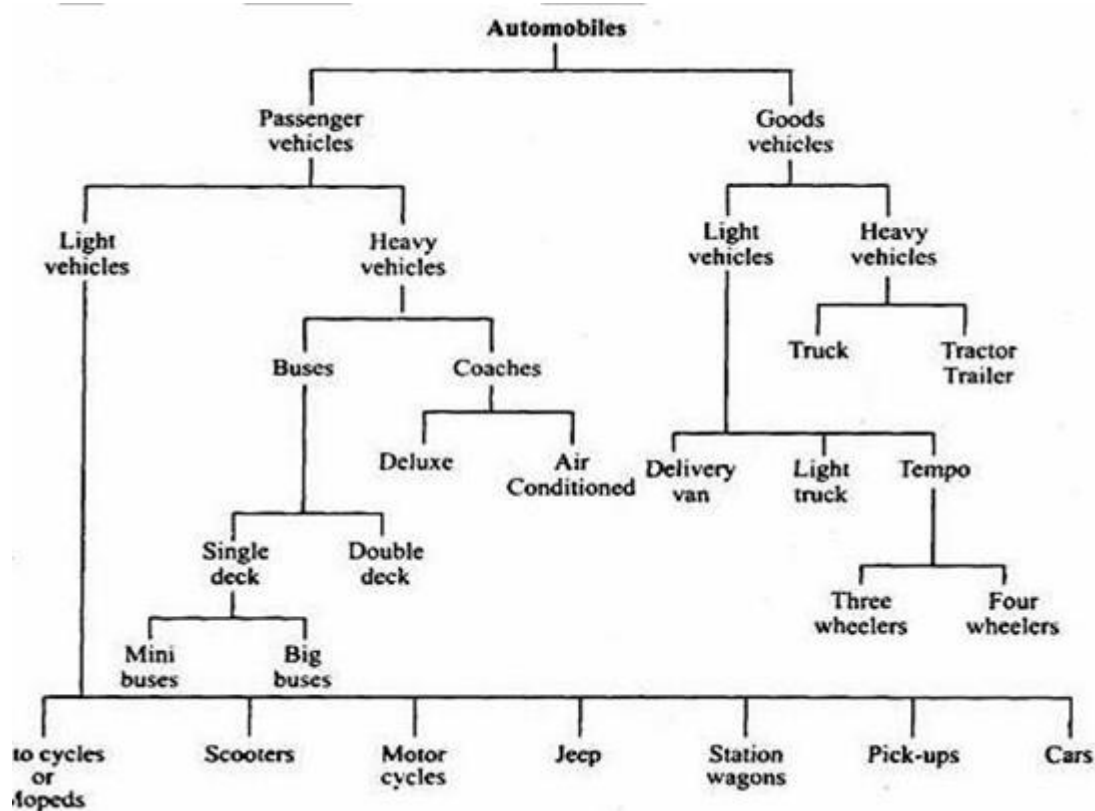 Automobiles
Passenger
vehicles
Goods
vehicles
Light
vehicles
Heavy
vehicles
Light
vehicles
Heavy
vehicles
Buses
Coaches
Truck
Tractor
Trailer
Deluxe
Air
Conditioned
Delivery
van
Light
truck
Tempo
Single
deck
Double
deck
Three
wheelers
Four
wheelers
Mini
buses
Big
buses
to cycles
or
Mopeds
Scooters
Motor
cycles
Jeep
Station
wagons
Pick-ups
Cars